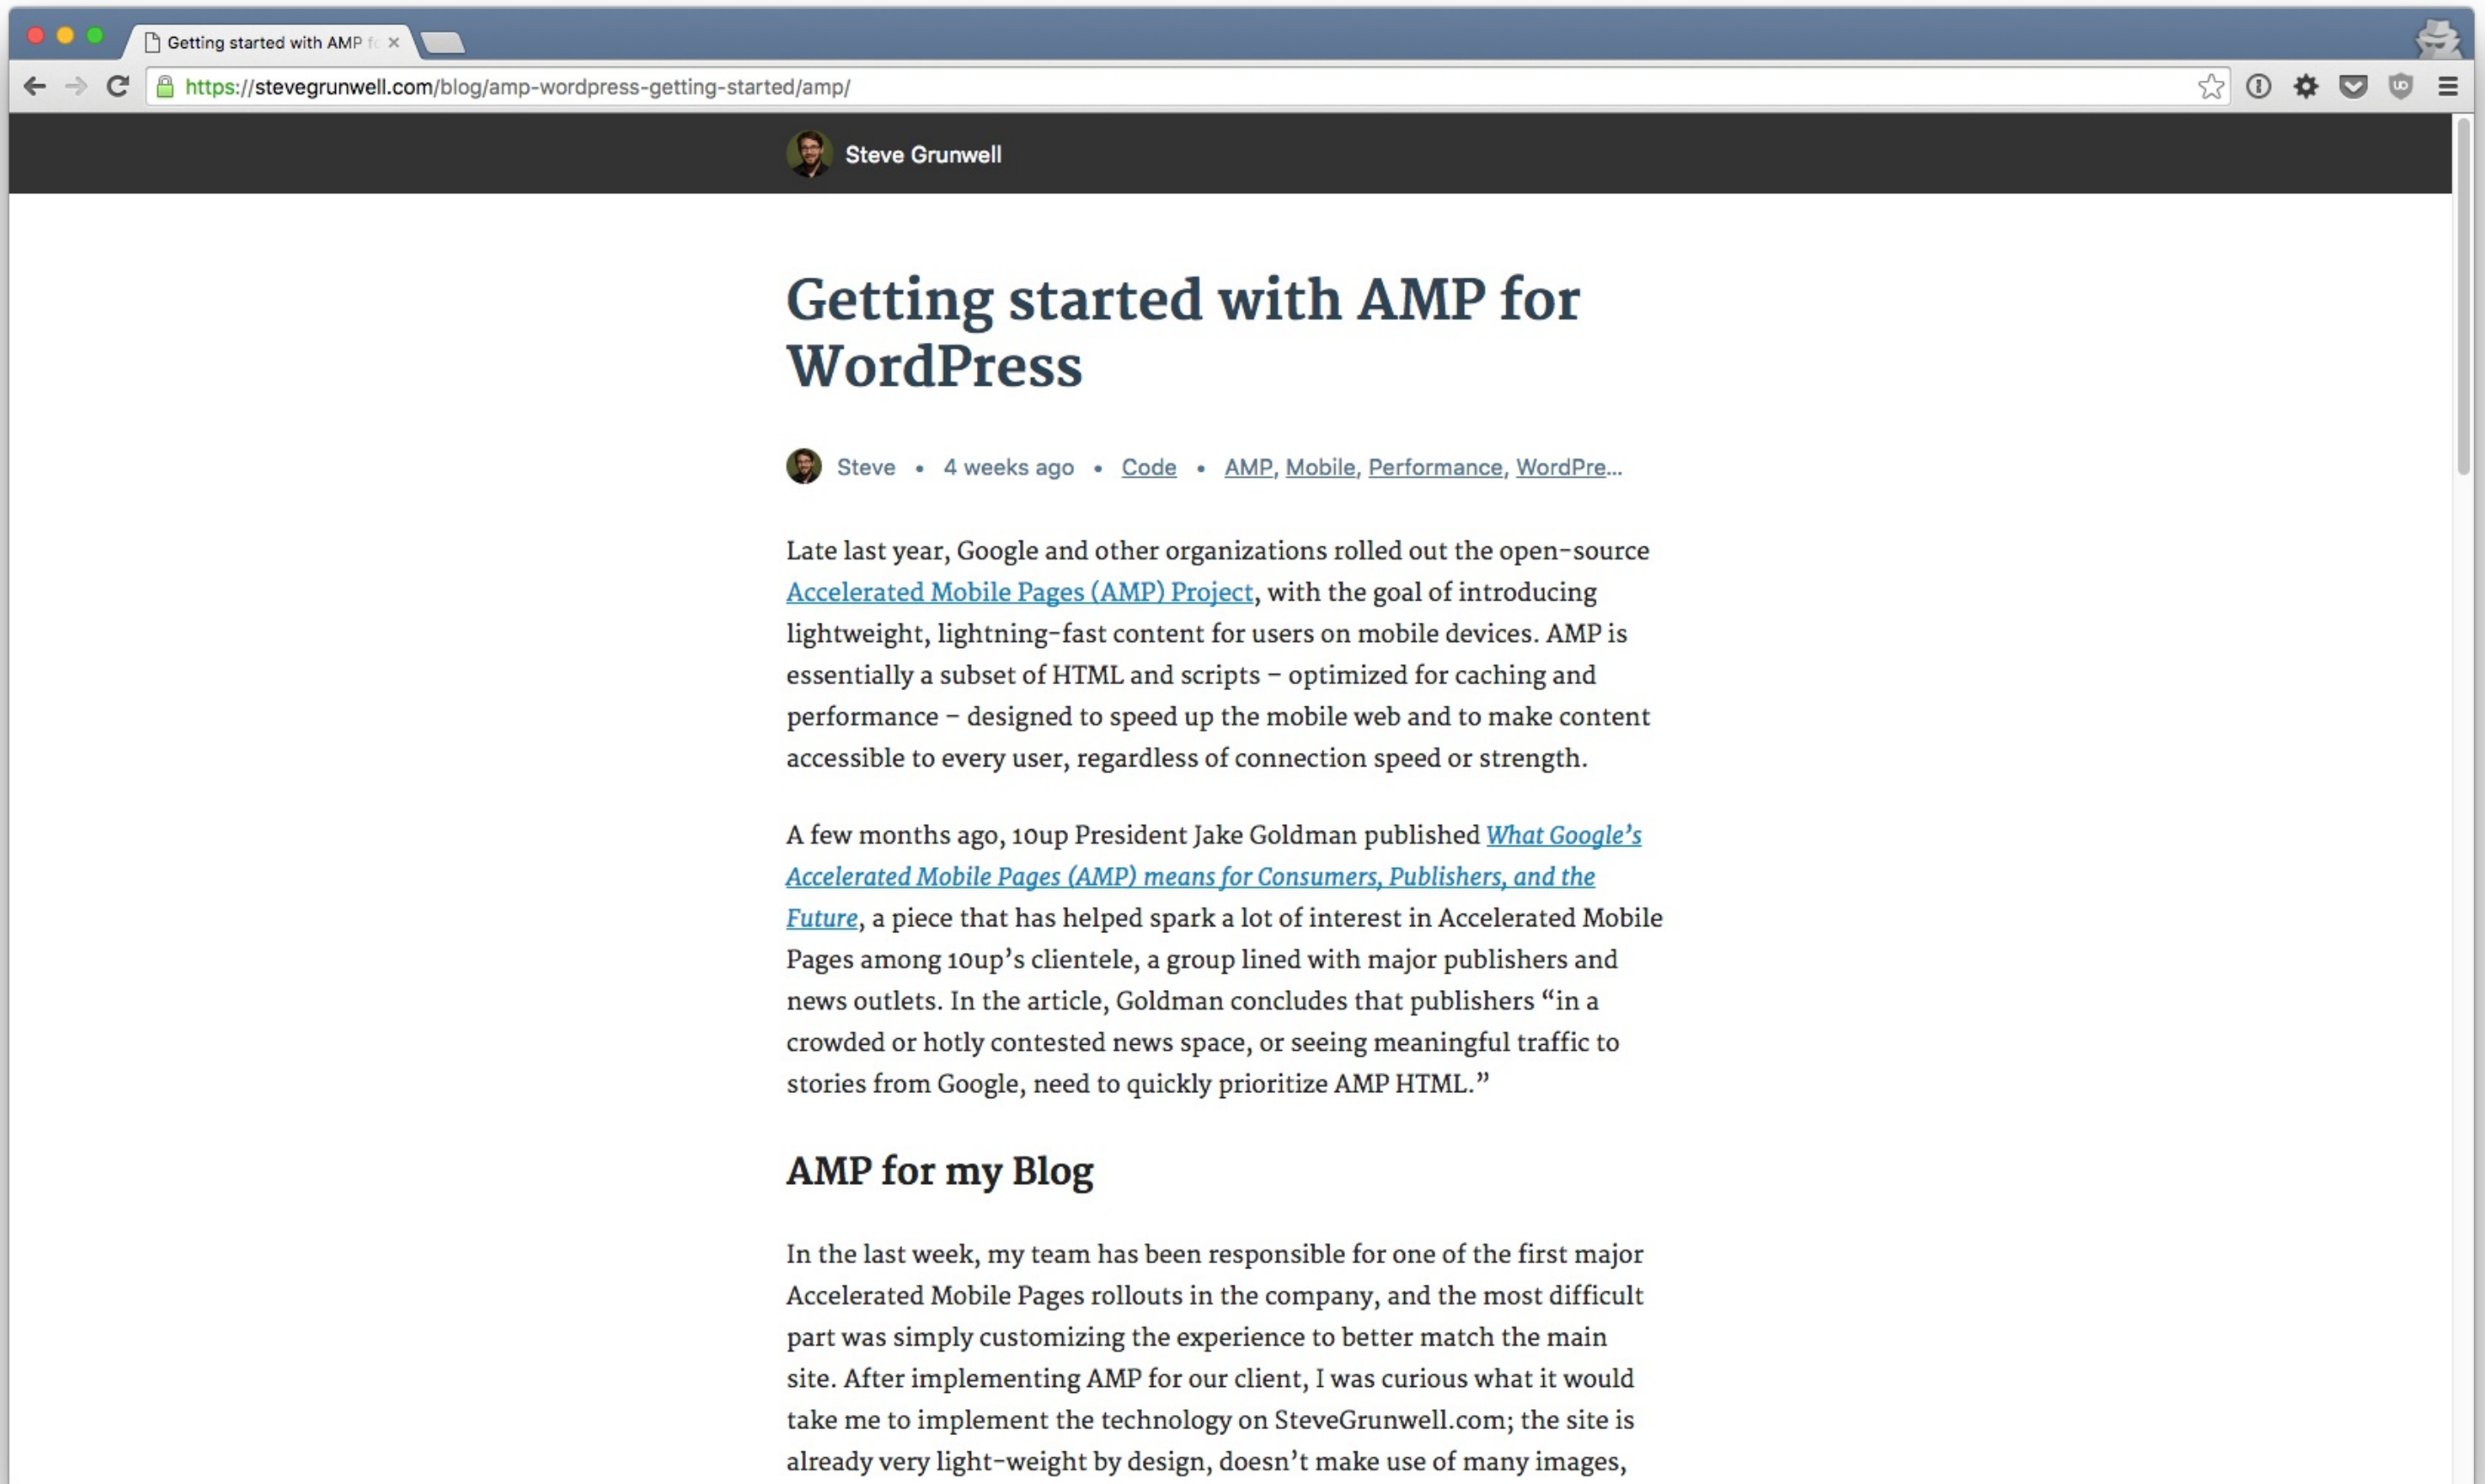 Getting started with AMP fo
https://stevegrunwell.com/blog/amp-wordpress-getting-started/amp/
Steve Grunwell
Getting started with AMP for
WordPress
Steve • 4 weeks ago • Code • AMP, Mobile, Performance, WordPre...
Late last year, Google and other organizations rolled out the open-source
Accelerated Mobile Pages (AMP) Project, with the goal of introducing
lightweight, lightning-fast content for users on mobile devices. AMP is
essentially a subset of HTML and scripts – optimized for caching and
performance – designed to speed up the mobile web and to make content
accessible to every user, regardless of connection speed or strength.
A few months ago, 10up President Jake Goldman published What Google’s
Accelerated Mobile Pages (AMP) means for Consumers, Publishers, and the
Future, a piece that has helped spark a lot of interest in Accelerated Mobile
Pages among 10up’s clientele, a group lined with major publishers and
news outlets. In the article, Goldman concludes that publishers “in a
crowded or hotly contested news space, or seeing meaningful traffic to
stories from Google, need to quickly prioritize AMP HTML.”
AMP for my Blog
In the last week, my team has been responsible for one of the first major
Accelerated Mobile Pages rollouts in the company, and the most difficult
part was simply customizing the experience to better match the main
site. After implementing AMP for our client, I was curious what it would
take me to implement the technology on SteveGrunwell.com; the site is
already very light-weight by design, doesn’t make use of many images,